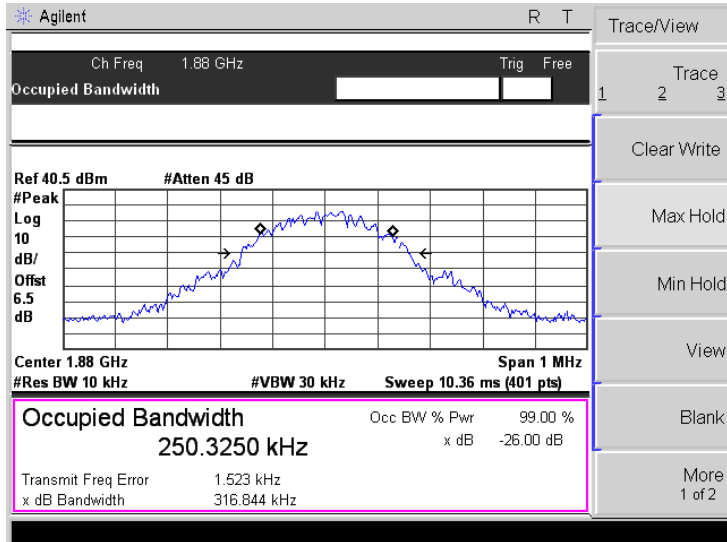 Agilent R T
Ch Freq 1.88 GHz Trig Free
Occupied Bandwidth
Ref 40.5 dBm #Atten 45 dB
#Peak
Log
10
dB/
Offst
6.5
dB
Center 1.88 GHz Span 1 MHz
#Res BW 10 kHz #VBW 30 kHz Sweep 10.36 ms (401 pts)
Occupied Bandwidth Occ BW % Pwr 99.00 %
250.3250 kHz x dB -26.00 dB
Transmit Freq Error 1.523 kHz
x dB Bandwidth 316.844 kHz
Trace/View
Trace
1 2 3
Clear Write
Max Hold
Min Hold
View
Blank
More
1 of 2